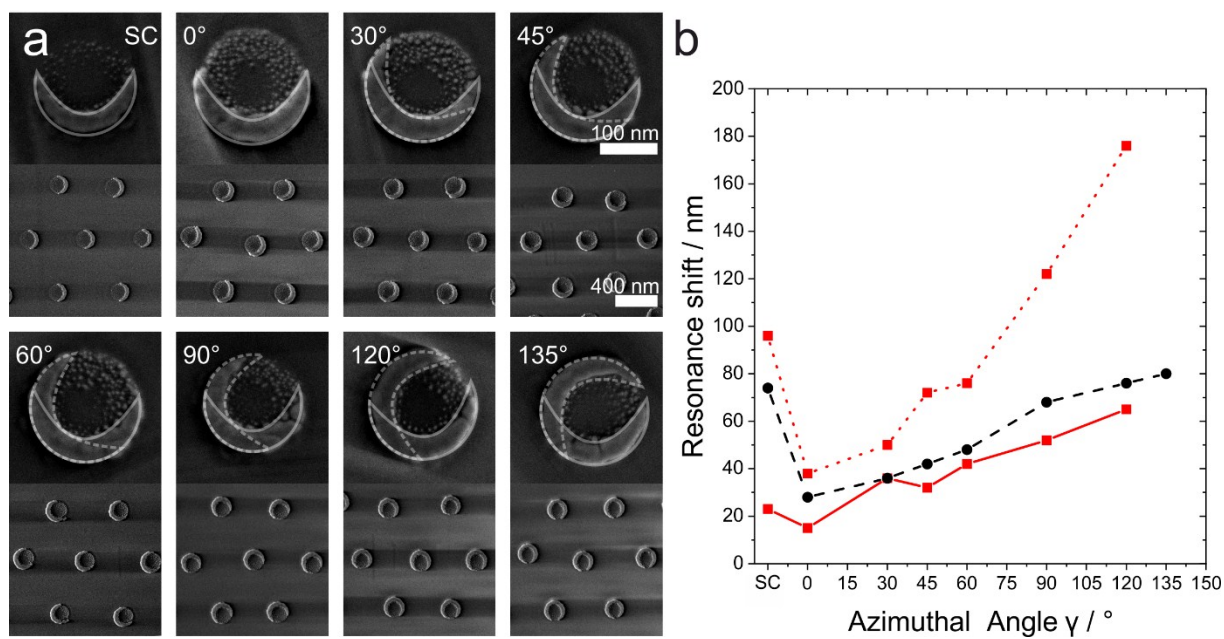 a
SC
0°
30°
45°
100 nm
400 nm
60°
90°
120°
135°
b
Resonance shift / nm
200
180
160
140
120
100
80
60
40
20
0
SC 0 15 30 45 60 75 90 105 120 135 150
Azimuthal Angle γ / °